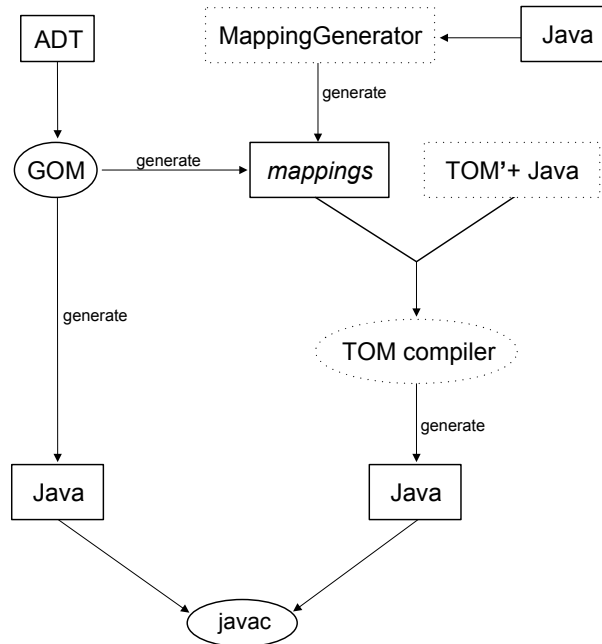 ADT
MappingGenerator
Java
generate
GOM
generate
mappings
TOM'+ Java
generate
TOM compiler
generate
Java
Java
javac